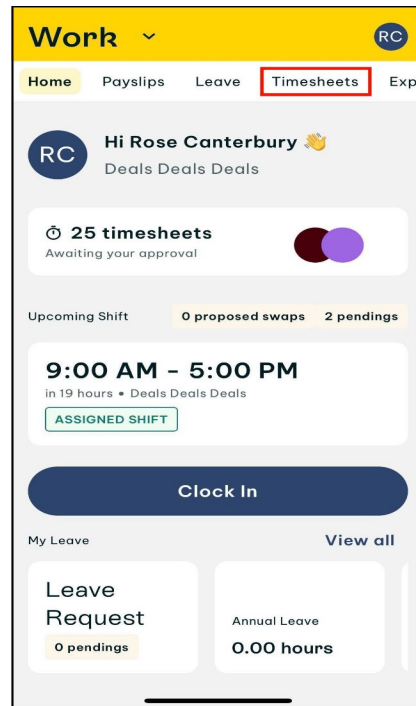 Work
RC
Home Payslips Leave Timesheets Exp
RC
Hi Rose Canterbury 👋
Deals Deals Deals
25 timesheets
Awaiting your approval
Upcoming Shift 0 proposed swaps 2 pendings
9:00 AM - 5:00 PM
in 19 hours • Deals Deals Deals
ASSIGNED SHIFT
Clock In
My Leave View all
Leave
Request
0 pendings
Annual Leave
0.00 hours